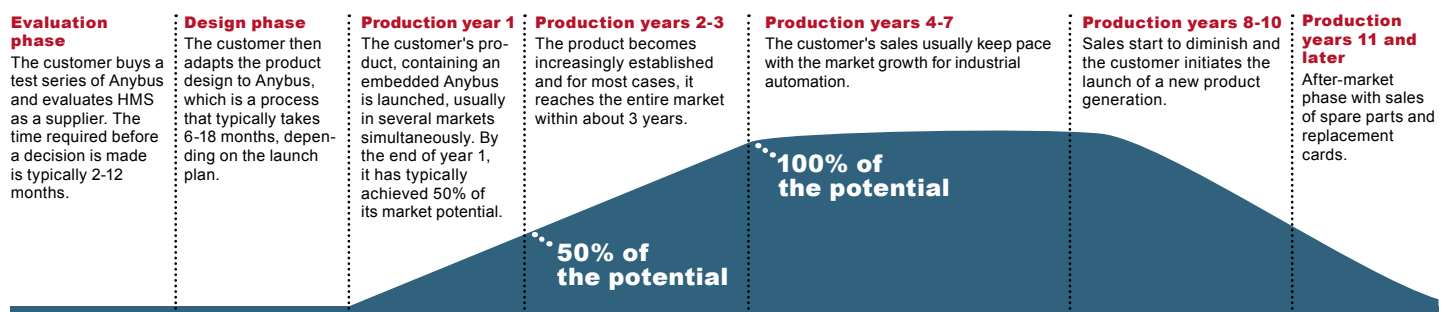 Evaluation
phase
The customer buys a
test series of Anybus
and evaluates HMS
as a supplier. The
time required before
a decision is made
is typically 2-12
months.
Design phase
The customer then
adapts the product
design to Anybus,
which is a process
that typically takes
6-18 months, depen-
ding on the launch
plan.
Production year 1
The customer's pro-
duct, containing an
embedded Anybus
is launched, usually
in several markets
simultaneously. By
the end of year 1,
it has typically
achieved 50% of
its market potential.
Production years 2-3
The product becomes
increasingly established
and for most cases, it
reaches the entire market
within about 3 years.
50% of
the potential
Production years 4-7
The customer's sales usually keep pace
with the market growth for industrial
automation.
100% of
the potential
Production years 8-10
Sales start to diminish and
the customer initiates the
launch of a new product
generation.
Production
years 11 and
later
After-market
phase with sales
of spare parts and
replacement
cards.